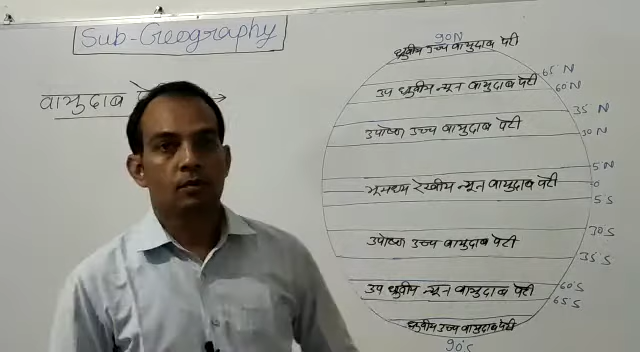 Sub-Geography
वायुदाब
90N
ध्रुवीय उच्च वायुदाब पेटी
65 N
उप ध्रुवीय न्यून वायुदाब पेटी
60 N
35 N
उपोष्ण उच्च वायुदाब पेटी
30 N
5 N
भूमध्य रेखीय न्यून वायुदाब पेटी
0
5 S
30 S
उपोष्ण उच्च वायुदाब पेटी
35 S
60 S
उप ध्रुवीय न्यून वायुदाब पेटी
65 S
ध्रुवीय उच्च वायुदाब पेटी
90 S